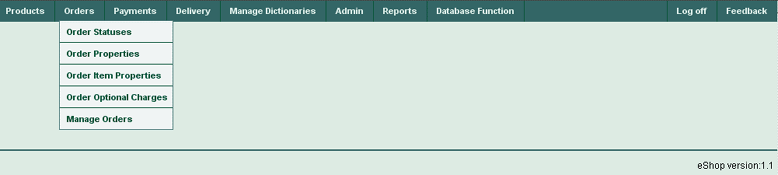 Products Orders Payments Delivery Manage Dictionaries Admin Reports Database Function Log off Feedback
Order Statuses
Order Properties
Order Item Properties
Order Optional Charges
Manage Orders
eShop version:1.1